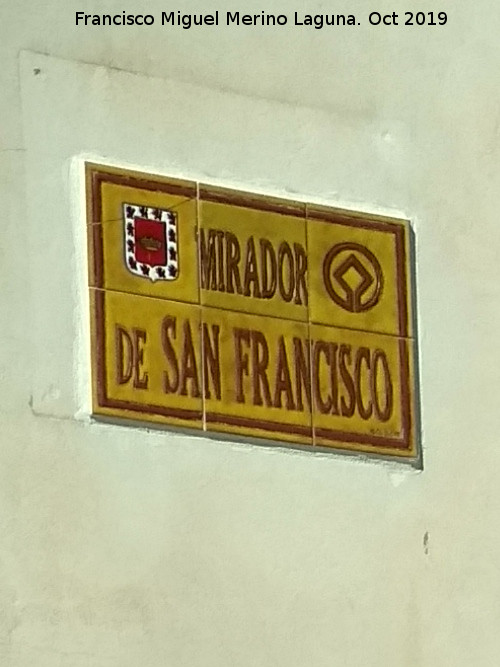 Francisco Miguel Merino Laguna. Oct 2019
MIRADOR
DE SAN FRANCISCO